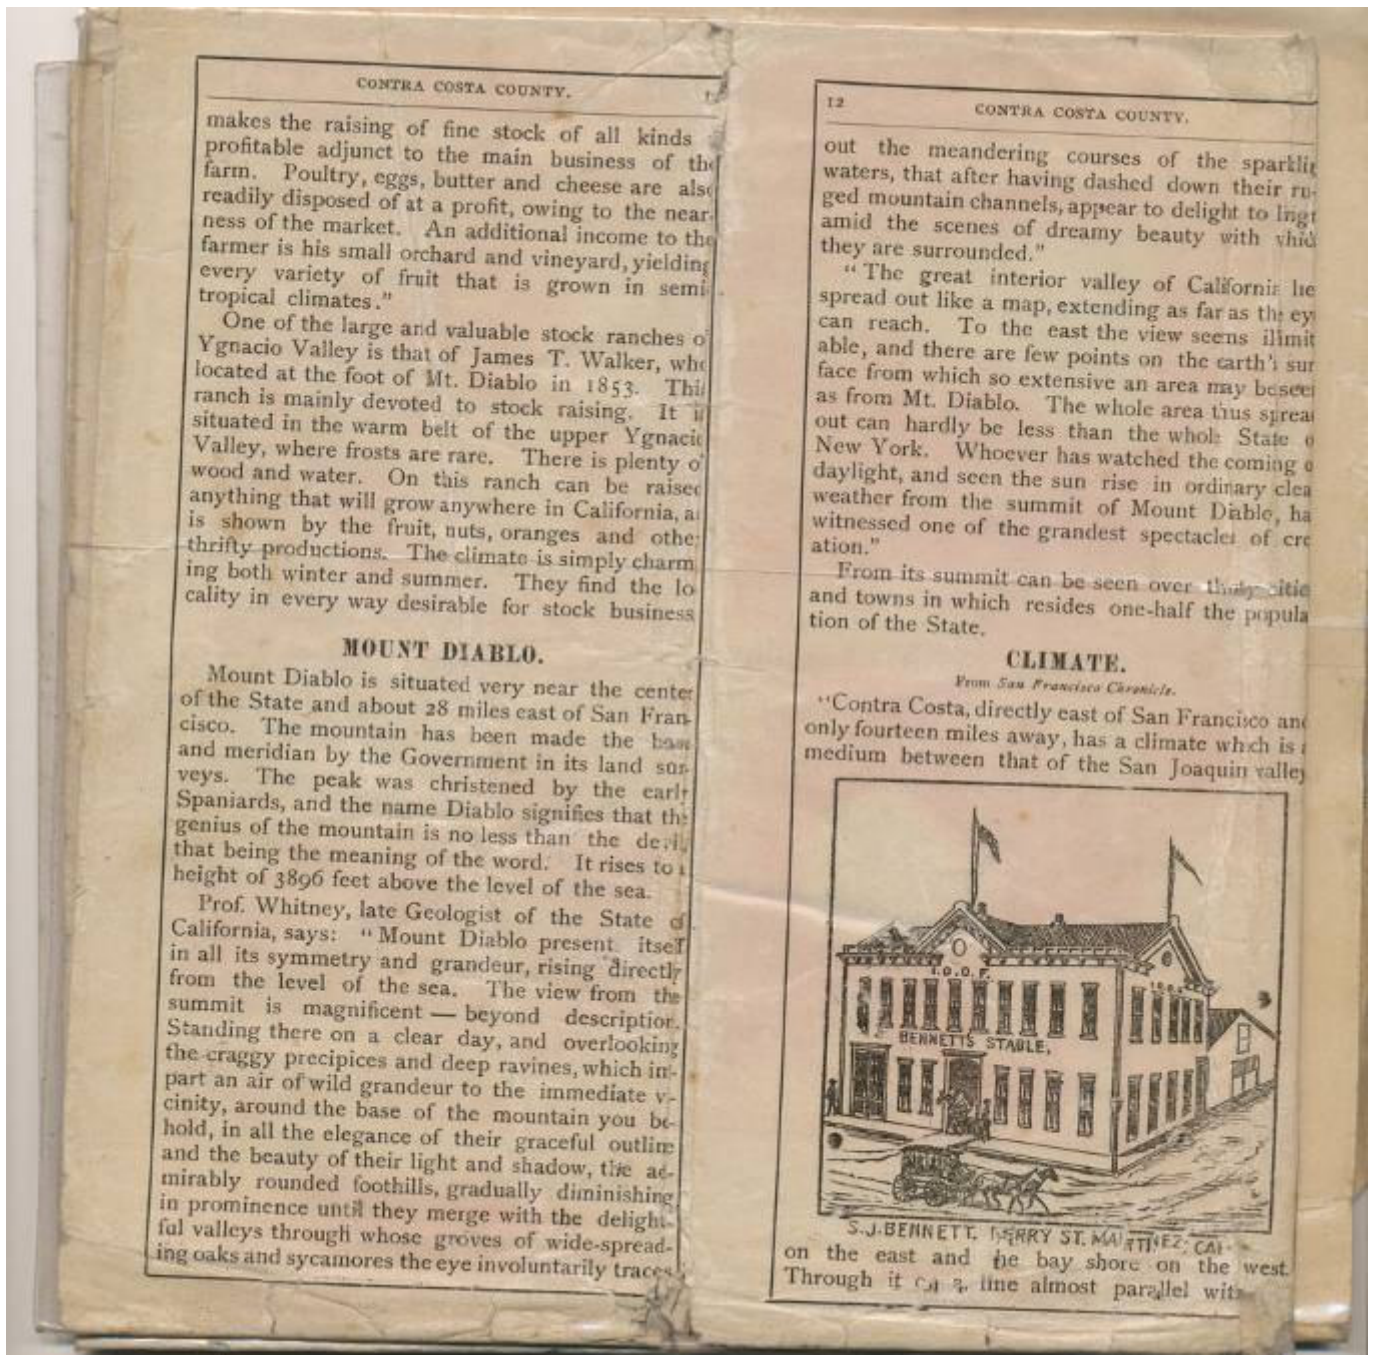 CONTRA COSTA COUNTY.
makes the raising of fine stock of all kinds
profitable adjunct to the main business of the
farm. Poultry, eggs, butter and cheese are also
readily disposed of at a profit, owing to the near-
ness of the market. An additional income to the
farmer is his small orchard and vineyard, yielding
every variety of fruit that is grown in semi-
tropical climates."
One of the large and valuable stock ranches o
Ygnacio Valley is that of James T. Walker, who
located at the foot of Mt. Diablo in 1853. This
ranch is mainly devoted to stock raising. It i
situated in the warm belt of the upper Ygnacio
Valley, where frosts are rare. There is plenty o
wood and water. On this ranch can be raised
anything that will grow anywhere in California, a
is shown by the fruit, nuts, oranges and othe
thrifty productions. The climate is simply charm
ing both winter and summer. They find the lo
cality in every way desirable for stock business
MOUNT DIABLO.
Mount Diablo is situated very near the center
of the State and about 28 miles east of San Fran-
cisco. The mountain has been made the base
and meridian by the Government in its land sur-
veys. The peak was christened by the early
Spaniards, and the name Diablo signifies that the
genius of the mountain is no less than the devil,
that being the meaning of the word. It rises to a
height of 3896 feet above the level of the sea.
Prof. Whitney, late Geologist of the State of
California, says: "Mount Diablo present itself
in all its symmetry and grandeur, rising directly
from the level of the sea. The view from the
summit is magnificent — beyond description.
Standing there on a clear day, and overlooking
the craggy precipices and deep ravines, which im-
part an air of wild grandeur to the immediate vi-
cinity, around the base of the mountain you be-
hold, in all the elegance of their graceful outline
and the beauty of their light and shadow, the ad-
mirably rounded foothills, gradually diminishing
in prominence until they merge with the delight-
ful valleys through whose groves of wide-spread-
ing oaks and sycamores the eye involuntarily traces
12
CONTRA COSTA COUNTY.
out the meandering courses of the sparklin
waters, that after having dashed down their ru-
ged mountain channels, appear to delight to ling
amid the scenes of dreamy beauty with which
they are surrounded."
"The great interior valley of California lie
spread out like a map, extending as far as the ey
can reach. To the east the view seems illimit
able, and there are few points on the earth's sur
face from which so extensive an area may be seen
as from Mt. Diablo. The whole area thus sprea
out can hardly be less than the whole State o
New York. Whoever has watched the coming o
daylight, and seen the sun rise in ordinary clea
weather from the summit of Mount Diablo, ha
witnessed one of the grandest spectacles of cre
ation."
From its summit can be seen over thirty citie
and towns in which resides one-half the popula
tion of the State.
CLIMATE.
From San Francisco Chronicle.
"Contra Costa, directly east of San Francisco and
only fourteen miles away, has a climate which is a
medium between that of the San Joaquin valley
I.O.O.F.
BENNETTS STABLE,
S.J. BENNETT, FERRY ST. MARTINEZ, CAL.
on the east and the bay shore on the west.
Through it on a line almost parallel with